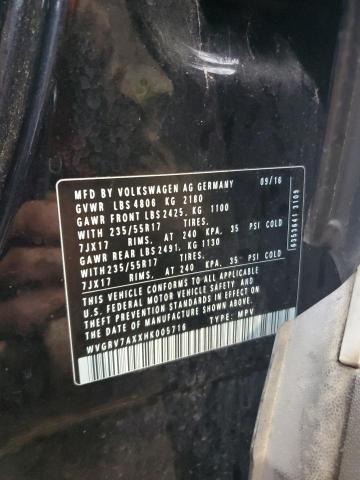 MFD BY VOLKSWAGEN AG GERMANY 09/16
GVWR LBS 4806 KG 2180
GAWR FRONT LBS 2425, KG 1100
WITH 235/55R17 TIRES.
7JX17 RIMS. AT 240 KPA. 35 PSI COLD
GAWR REAR LBS 2491. KG 1130
WITH 235/55R17 TIRES.
7JX17 RIMS. AT 240 KPA. 35 PSI COLD
THIS VEHICLE CONFORMS TO ALL APPLICABLE
U.S. FEDERAL MOTOR VEHICLE SAFETY, BUMPER AND
THEFT PREVENTION STANDARDS IN EFFECT ON
THE DATE OF MANUFACTURE SHOWN ABOVE.
WVGRV7AXXHK005716 TYPE: MPV